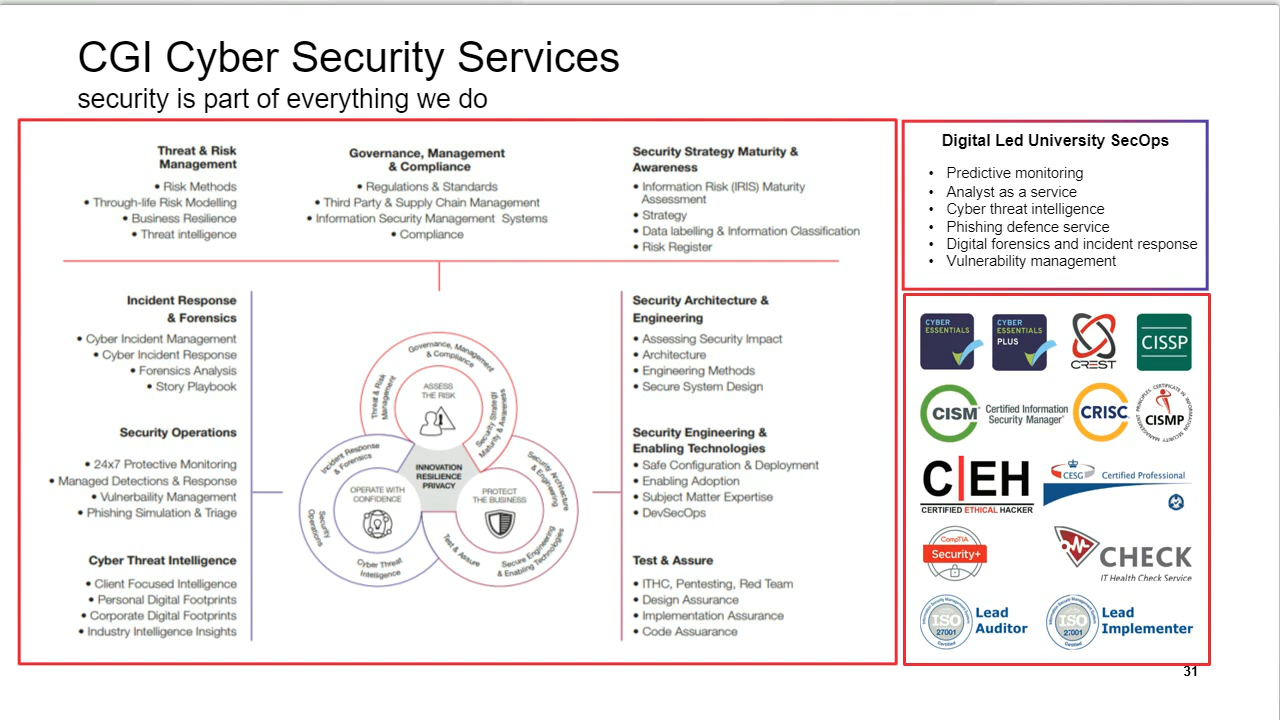 CGI Cyber Security Services
security is part of everything we do
Threat & Risk
Management
• Risk Methods
• Through-life Risk Modelling
• Business Resilience
• Threat intelligence
Governance, Management
& Compliance
• Regulations & Standards
• Third Party & Supply Chain Management
• Information Security Management Systems
• Compliance
Security Strategy Maturity &
Awareness
• Information Risk (IRIS) Maturity
Assessment
• Strategy
• Data labelling & Information Classification
• Risk Register
Incident Response
& Forensics
• Cyber Incident Management
• Cyber Incident Response
• Forensics Analysis
• Story Playbook
Security Operations
• 24x7 Protective Monitoring
• Managed Detections & Response
• Vulnerbaility Management
• Phishing Simulation & Triage
Cyber Threat Intelligence
• Client Focused Intelligence
• Personal Digital Footprints
• Corporate Digital Footprints
• Industry Intelligence Insights
Governance, Management
& Compliance
Threat & Risk
Management
Security Strategy
Maturity & Awareness
ASSESS
THE RISK
Incident Response
& Forensics
Security
Operations
Cyber Threat
Intelligence
OPERATE WITH
CONFIDENCE
INNOVATION
RESILIENCE
PRIVACY
PROTECT
THE BUSINESS
Security Architecture
& Engineering
Test & Assure
Secure Engineering
& Enabling Technologies
Security Architecture &
Engineering
• Assessing Security Impact
• Architecture
• Engineering Methods
• Secure System Design
Security Engineering &
Enabling Technologies
• Safe Configuration & Deployment
• Enabling Adoption
• Subject Matter Expertise
• DevSecOps
Test & Assure
• ITHC, Pentesting, Red Team
• Design Assurance
• Implementation Assurance
• Code Assuarance
Digital Led University SecOps
• Predictive monitoring
• Analyst as a service
• Cyber threat intelligence
• Phishing defence service
• Digital forensics and incident response
• Vulnerability management
CYBER
ESSENTIALS
CYBER
ESSENTIALS
PLUS
CREST
CISSP
CISM
Certified Information
Security Manager
CRISC
CISMP
C|EH
CERTIFIED ETHICAL HACKER
CESG
Certified Professional
CompTIA
Security+
CHECK
IT Health Check Service
ISO
27001
Certified
Lead
Auditor
ISO
27001
Certified
Lead
Implementer
31